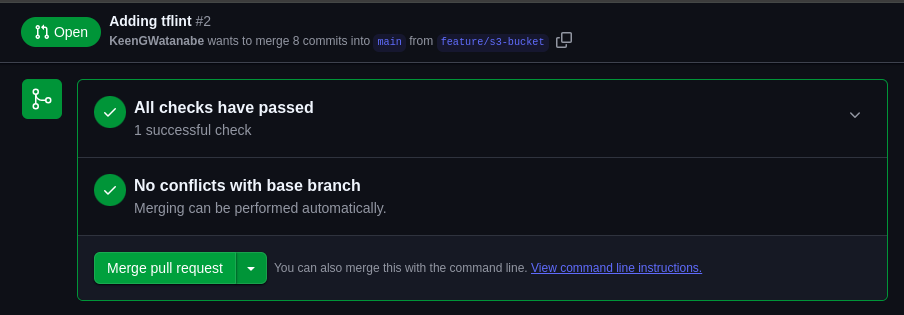 Adding tflint #2
Open
KeenGWatanabe wants to merge 8 commits into main from feature/s3-bucket
All checks have passed
1 successful check
No conflicts with base branch
Merging can be performed automatically.
Merge pull request
You can also merge this with the command line. View command line instructions.